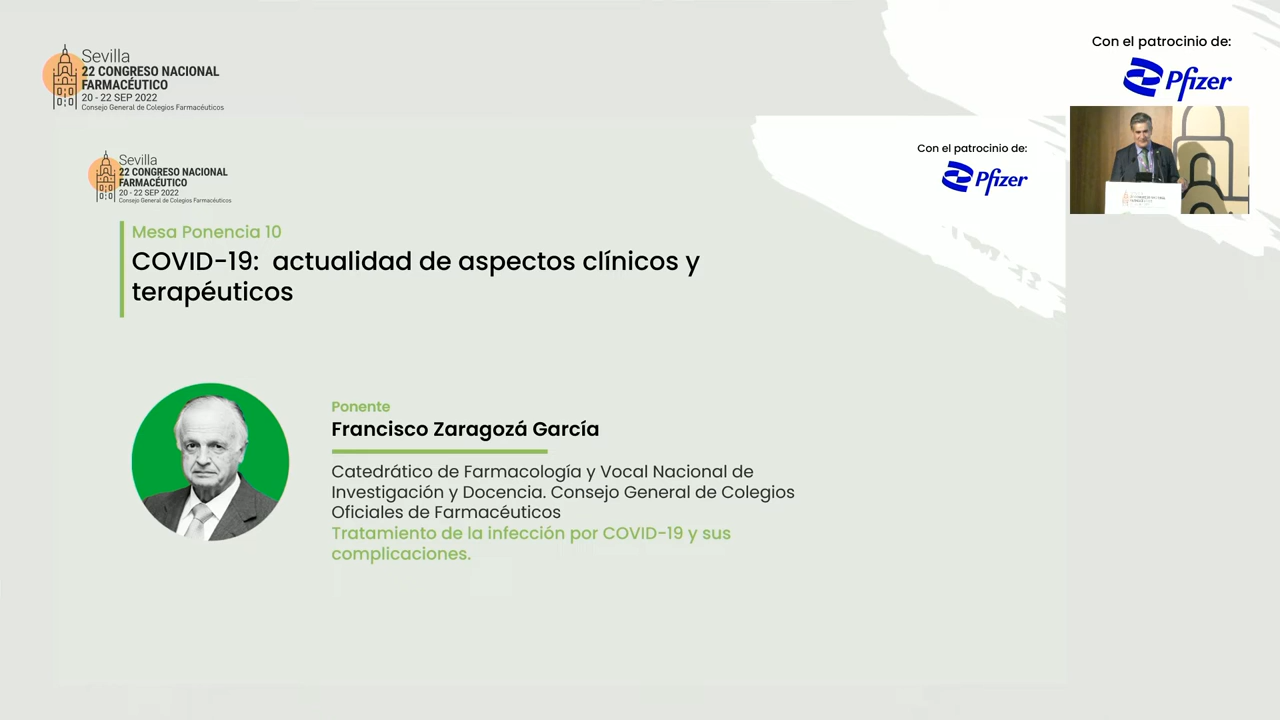 Sevilla
22 CONGRESO NACIONAL
FARMACÉUTICO
20 - 22 SEP 2022
Consejo General de Colegios Farmacéuticos
Con el patrocinio de:
Pfizer
Sevilla
22 CONGRESO NACIONAL
FARMACÉUTICO
20 - 22 SEP 2022
Consejo General de Colegios Farmacéuticos
Con el patrocinio de:
Pfizer
Mesa Ponencia 10
COVID-19: actualidad de aspectos clínicos y
terapéuticos
Ponente
Francisco Zaragozá García
Catedrático de Farmacología y Vocal Nacional de
Investigación y Docencia. Consejo General de Colegios
Oficiales de Farmacéuticos
Tratamiento de la infección por COVID-19 y sus
complicaciones.